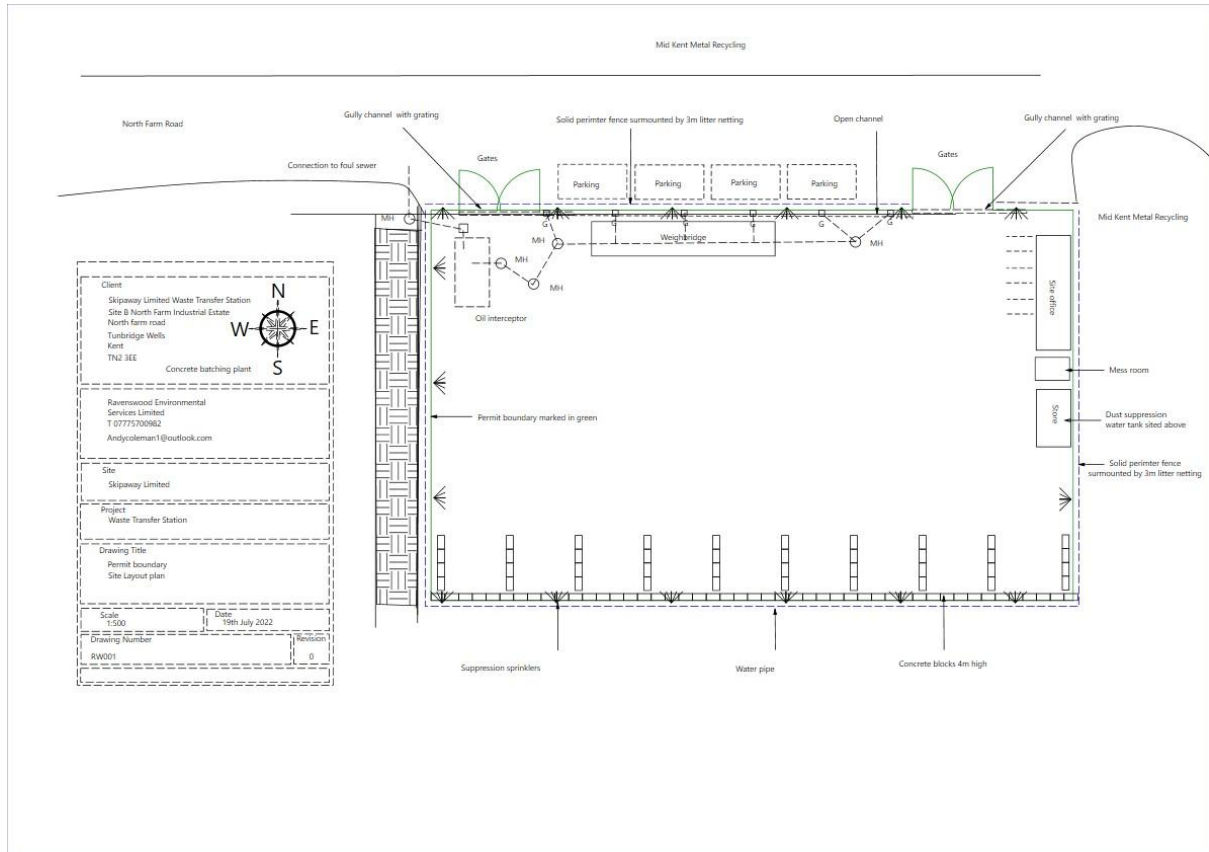 Mid Kent Metal Recycling
North Farm Road
Gully channel with grating
Solid perimter fence surmounted by 3m litter netting
Open channel
Gully channel with grating
Connection to foul sewer
Gates
Gates
Parking
Parking
Parking
Parking
Mid Kent Metal Recycling
MH
G
G
G
G
G
G
Weighbridge
MH
MH
MH
MH
Oil interceptor
Site office
Mess room
Store
Dust suppression
water tank sited above
Solid perimter fence
surmounted by 3m litter netting
Permit boundary marked in green
Suppression sprinklers
Water pipe
Concrete blocks 4m high
Client
Skipaway Limited Waste Transfer Station
Site B North Farm Industrial Estate
North farm road
Tunbridge Wells
Kent
TN2 3EE
Concrete batching plant
N
W
E
S
Ravenswood Environmental
Services Limited
T 07775700982
Andycoleman1@outlook.com
Site
Skipaway Limited
Project
Waste Transfer Station
Drawing Title
Permit boundary
Site Layout plan
Scale
1:500
Date
19th July 2022
Drawing Number
RW001
Revision
0